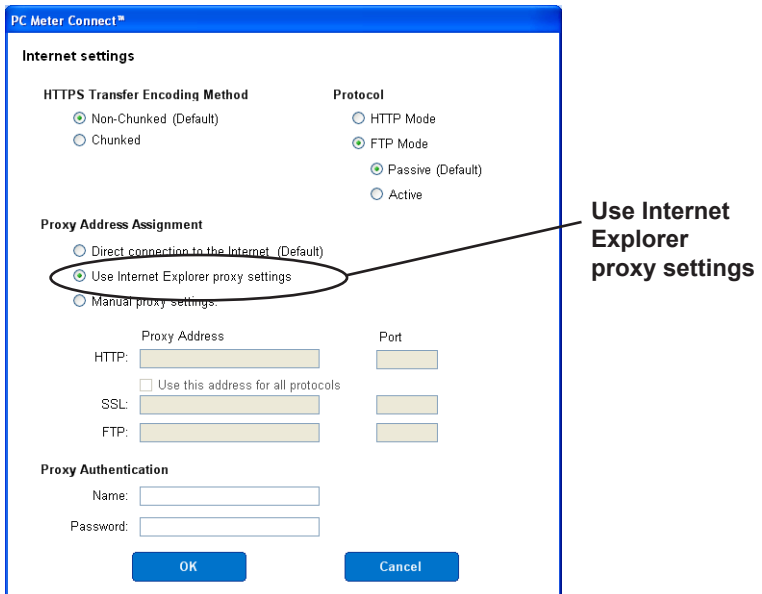 PC Meter Connect℠
Internet settings
HTTPS Transfer Encoding Method
Protocol
Non-Chunked (Default)
HTTP Mode
Chunked
FTP Mode
Passive (Default)
Active
Proxy Address Assignment
Direct connection to the Internet (Default)
Use Internet Explorer proxy settings
Manual proxy settings:
Use Internet
Explorer
proxy settings
Proxy Address
Port
HTTP:
Use this address for all protocols
SSL:
FTP:
Proxy Authentication
Name:
Password:
OK
Cancel